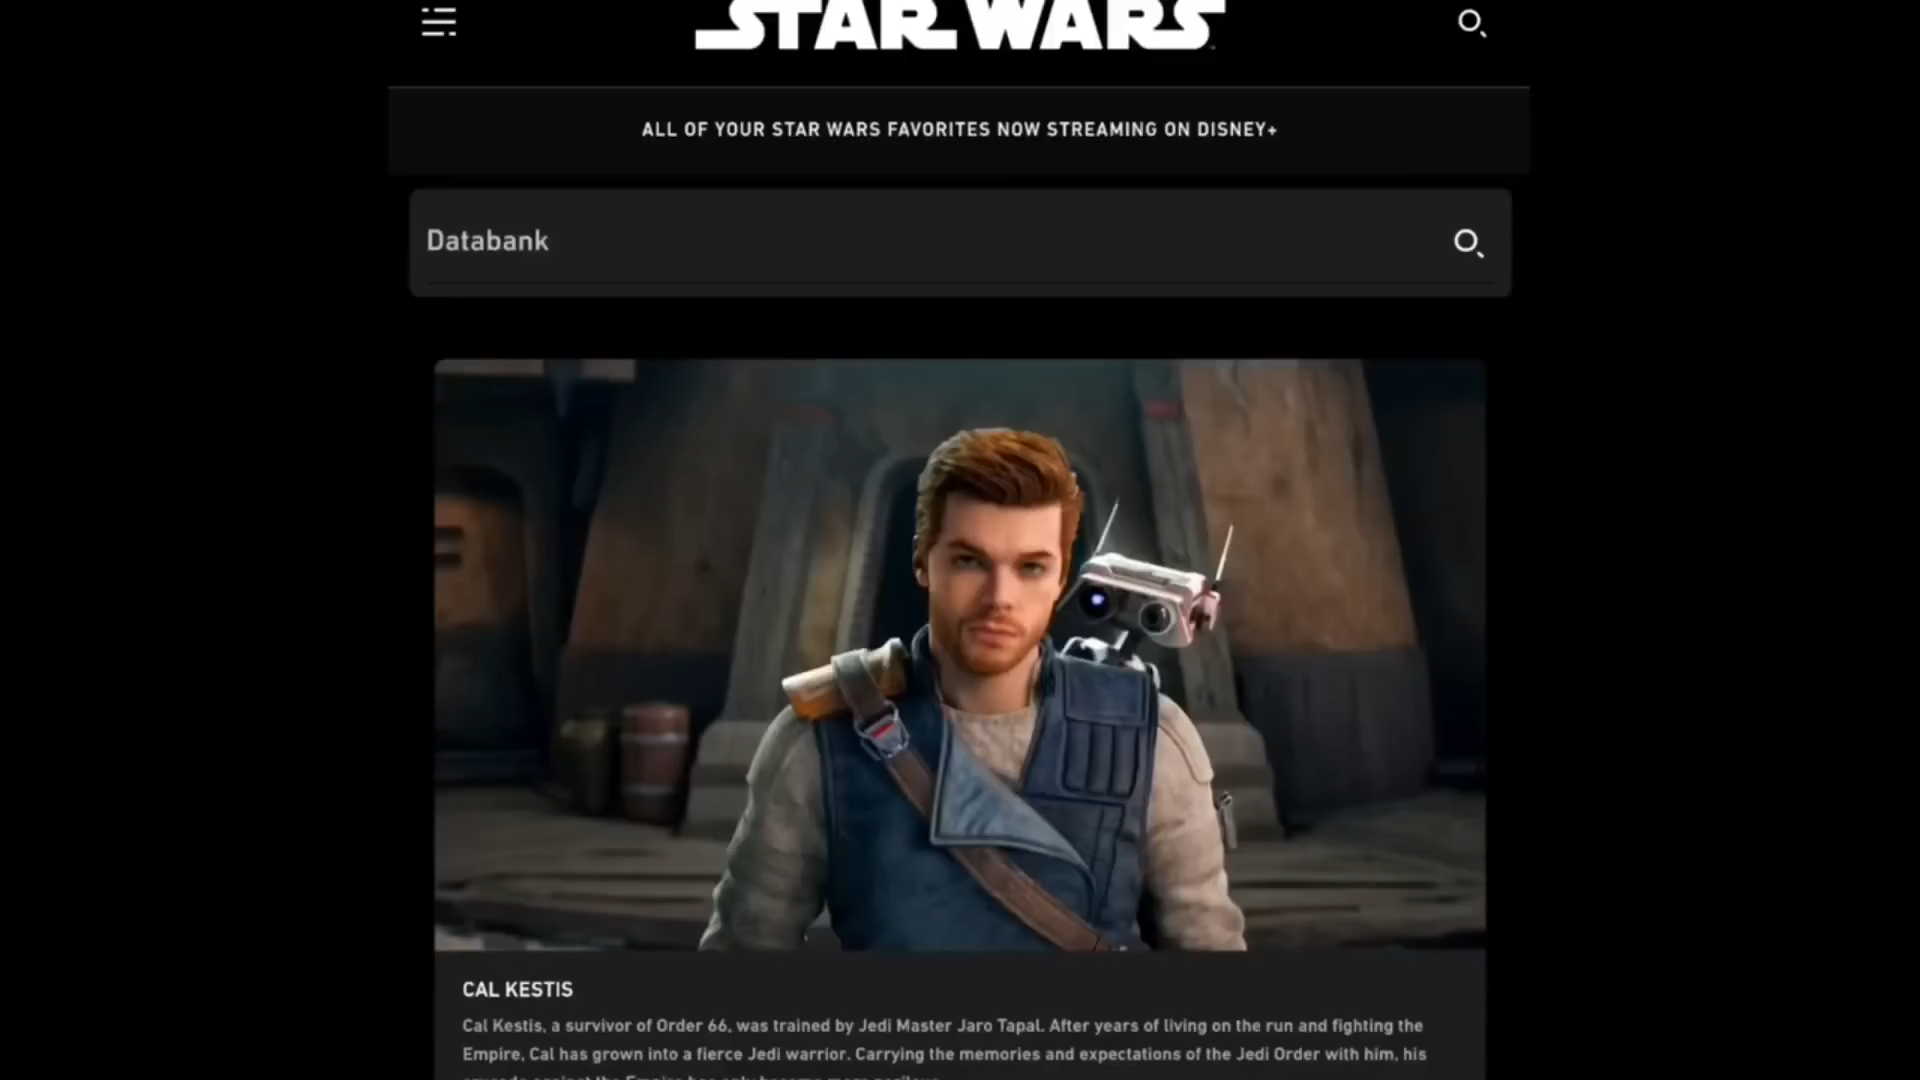 STAR WARS
ALL OF YOUR STAR WARS FAVORITES NOW STREAMING ON DISNEY+
Databank
CAL KESTIS
Cal Kestis, a survivor of Order 66, was trained by Jedi Master Jaro Tapal. After years of living on the run and fighting the
Empire, Cal has grown into a fierce Jedi warrior. Carrying the memories and expectations of the Jedi Order with him, his